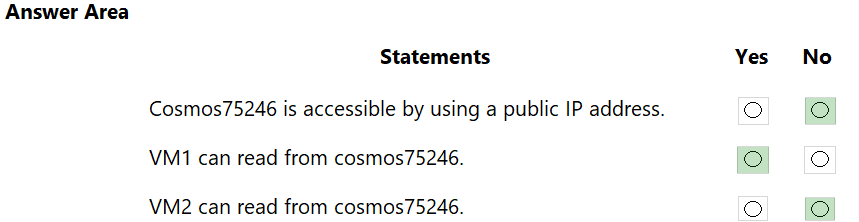 Answer Area
Statements Yes No
Cosmos75246 is accessible by using a public IP address.
VM1 can read from cosmos75246.
VM2 can read from cosmos75246.